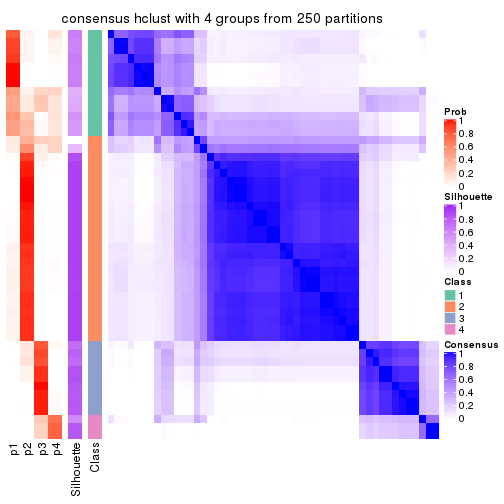 consensus hclust with 4 groups from 250 partitions
Prob
1
0.8
0.6
0.4
0.2
0
Silhouette
1
0.8
0.6
0.4
0.2
0
Class
1
2
3
4
Consensus
1
0.8
0.6
0.4
0.2
0
p1
p2
p3
p4
Silhouette
Class